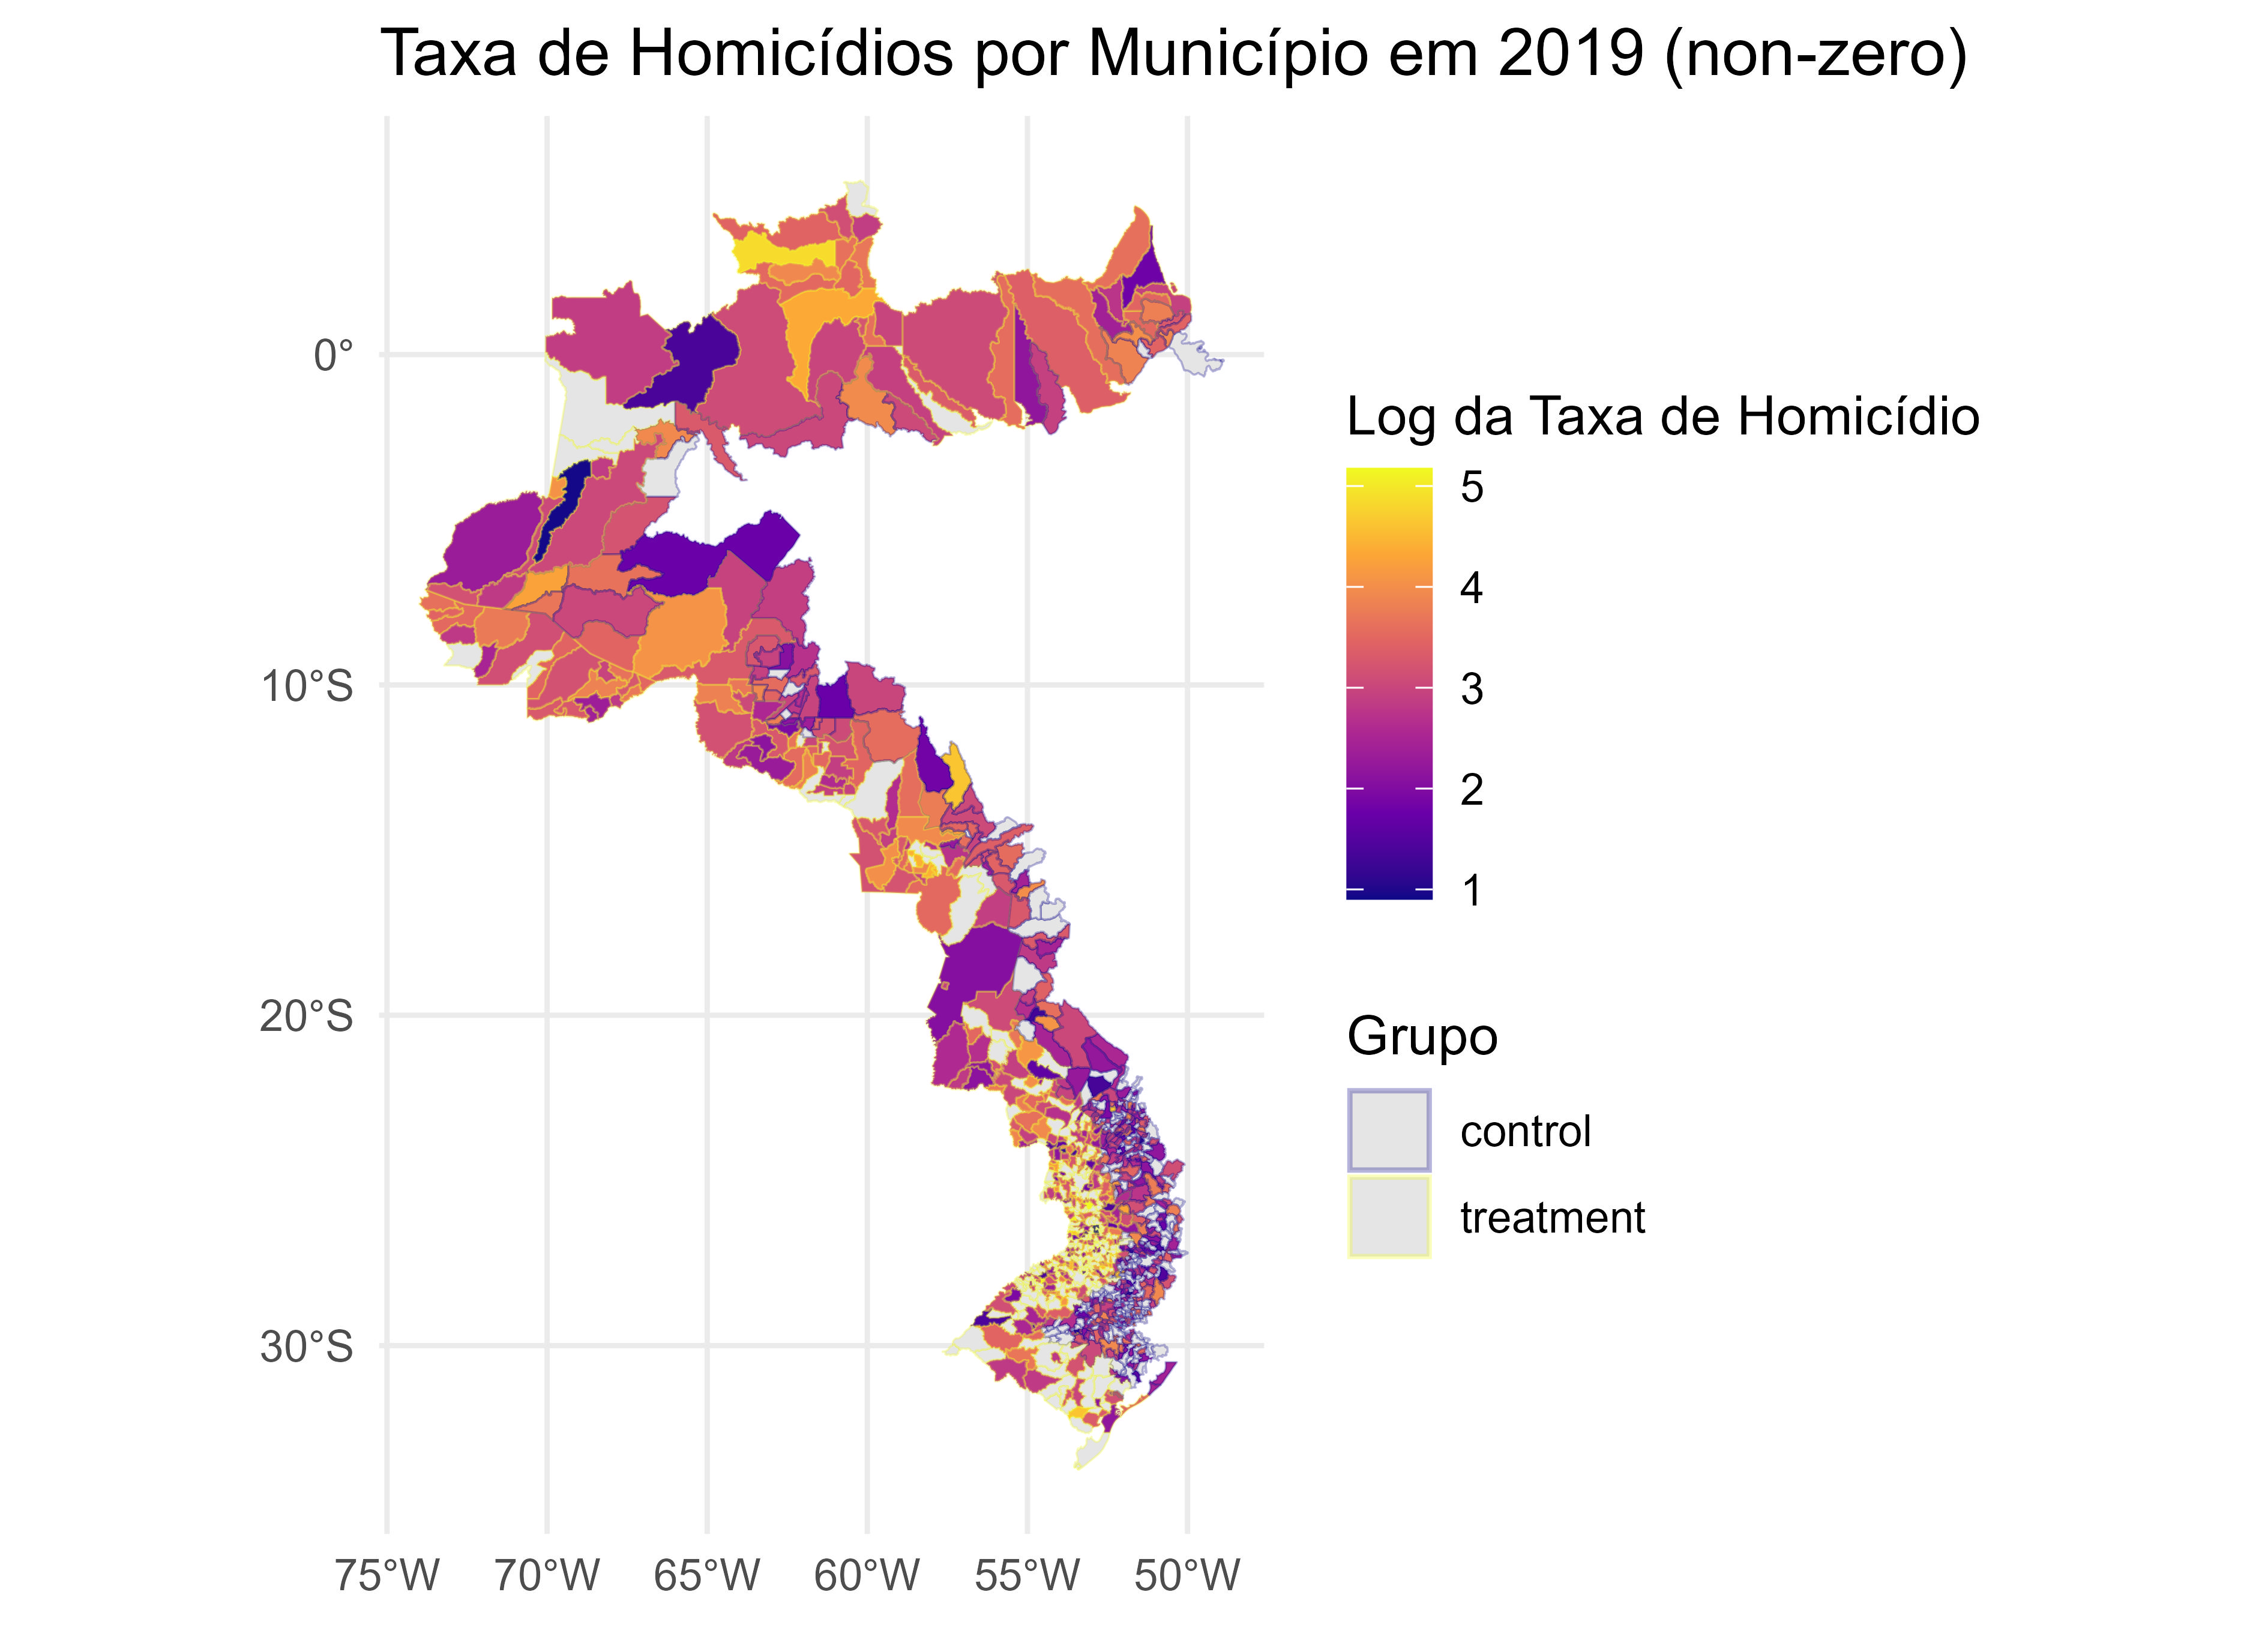 Taxa de Homicídios por Município em 2019 (non-zero)
0°
10°S
20°S
30°S
75°W
70°W
65°W
60°W
55°W
50°W
Log da Taxa de Homicídio
5
4
3
2
1
Grupo
control
treatment